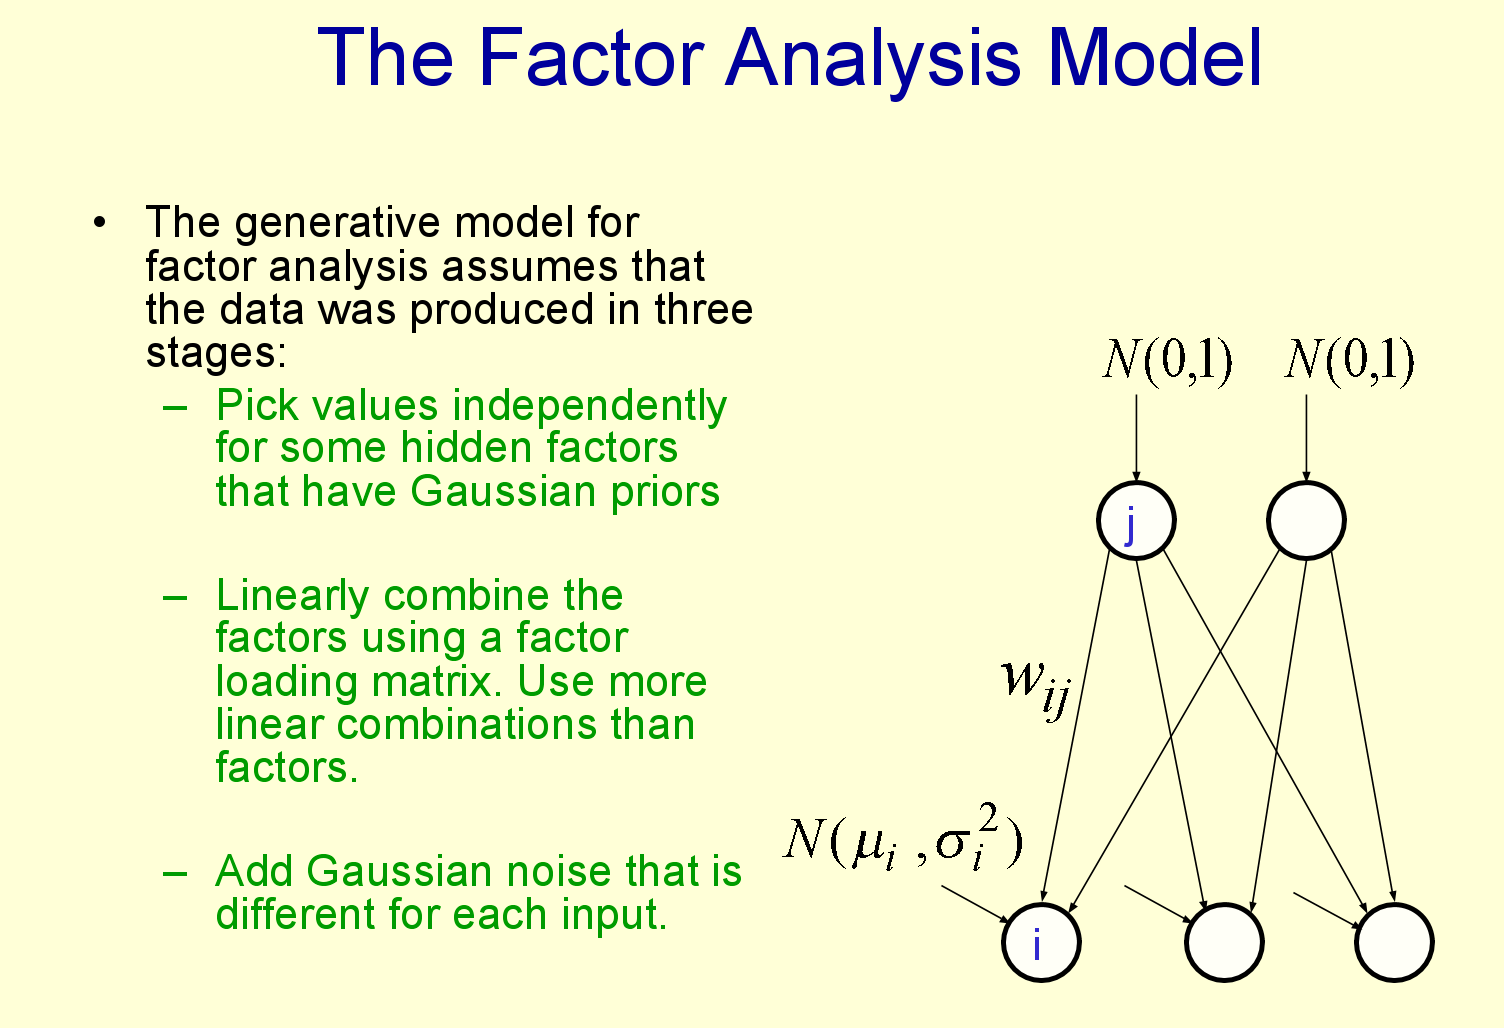 The Factor Analysis Model
• The generative model for
factor analysis assumes that
the data was produced in three
stages:
– Pick values independently
for some hidden factors
that have Gaussian priors
– Linearly combine the
factors using a factor
loading matrix. Use more
linear combinations than
factors.
– Add Gaussian noise that is
different for each input.
N(0,1) N(0,1)
j
w_{ij}
N(μ_i , σ_i^2)
i